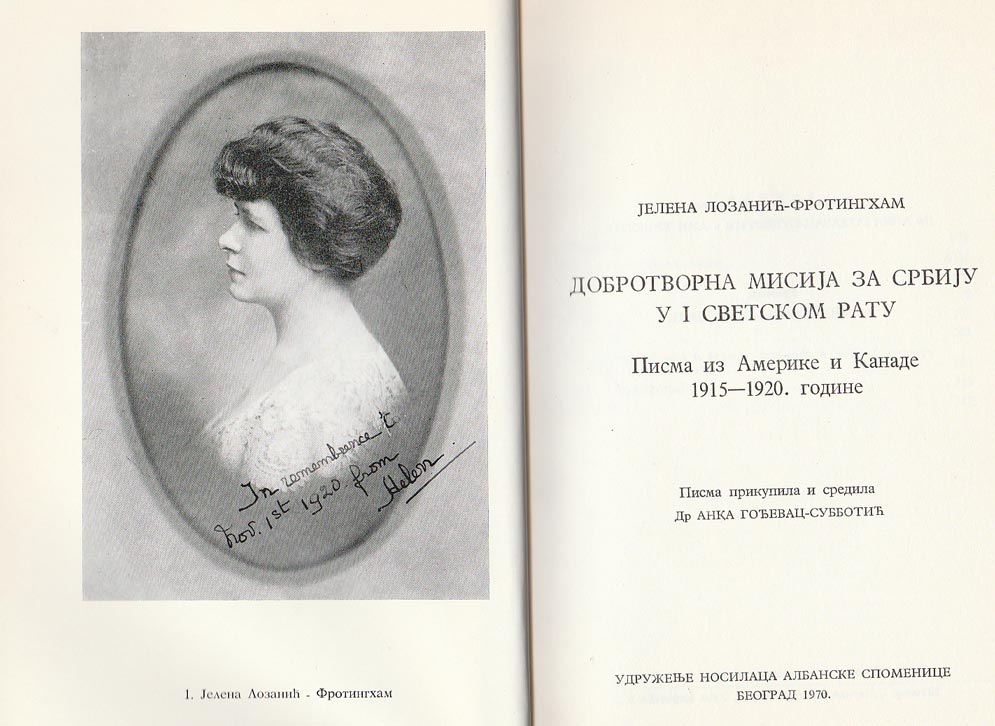 In remembrance t
Nov. 1st 1920 from
Helen
1. Јелена Лозанић - Фротингхам
ЈЕЛЕНА ЛОЗАНИЋ-ФРОТИНГХАМ
ДОБРОТВОРНА МИСИЈА ЗА СРБИЈУ
У I СВЕТСКОМ РАТУ
Писма из Америке и Канаде
1915—1920. године
Писма прикупила и средила
Др АНКА ГОЂЕВАЦ-СУББОТИЋ
УДРУЖЕЊЕ НОСИЛАЦА АЛБАНСКЕ СПОМЕНИЦЕ
БЕОГРАД 1970.